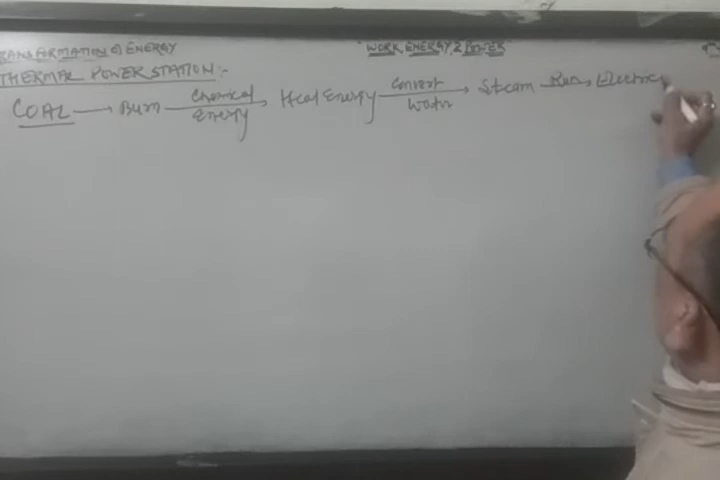 TRANSFORMATION OF ENERGY
"WORK, ENERGY & POWER"
THERMAL POWER STATION :-
COAL → Burn Chemical Energy → Heat Energy Convert Water → Steam Run → Electric